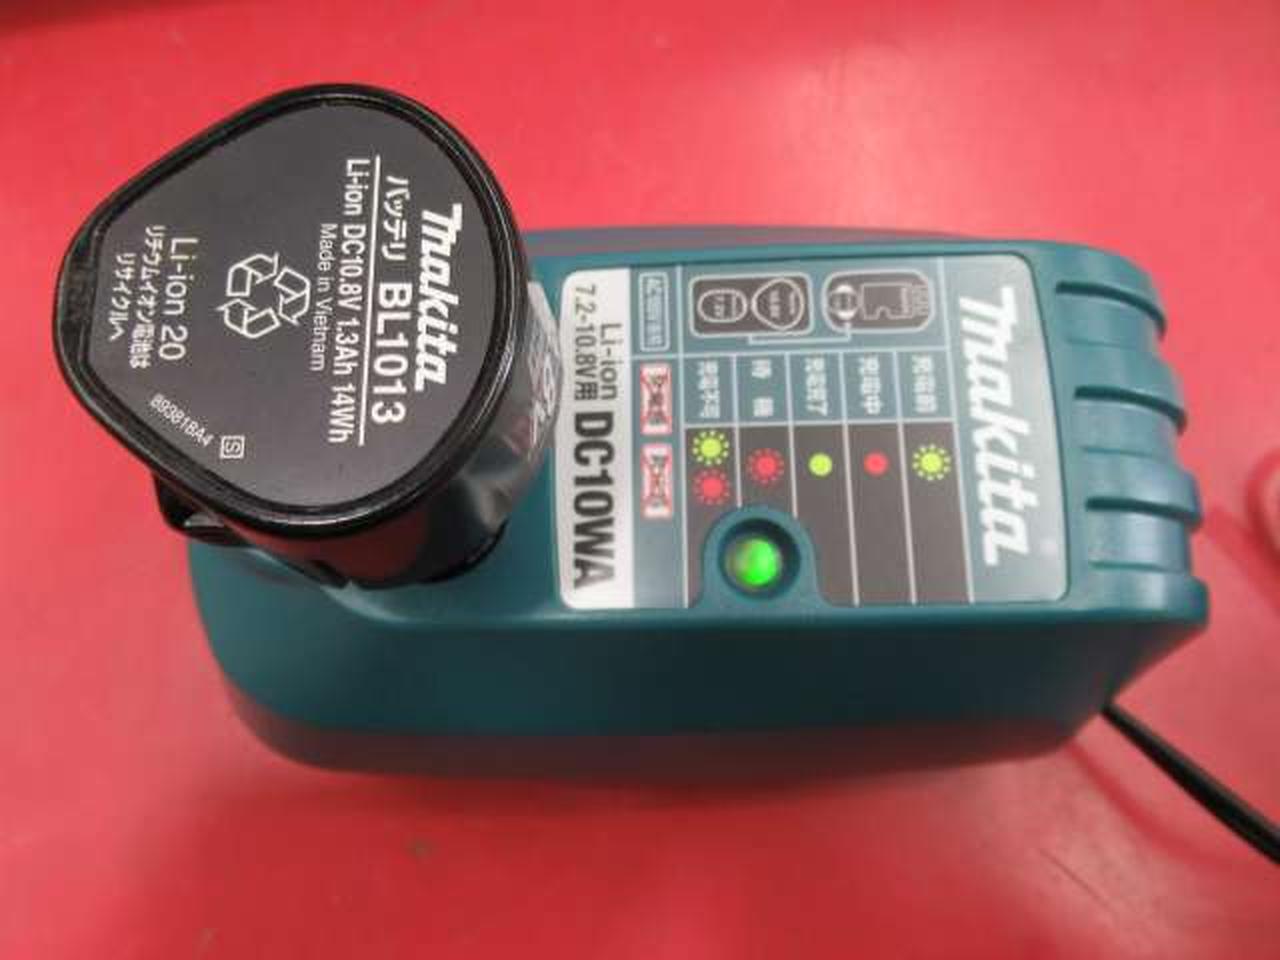 Makita
バッテリ BL1013
Li-ion DC10.8V 1.3Ah 14Wh
Made in Vietnam
Li-ion 20
リチウムイオン電池は
リサイクルへ
893818A4 S
Makita
充電前
充電中
充電完了
待機
充電不可
Li-ion
7.2-10.8V用 DC10WA